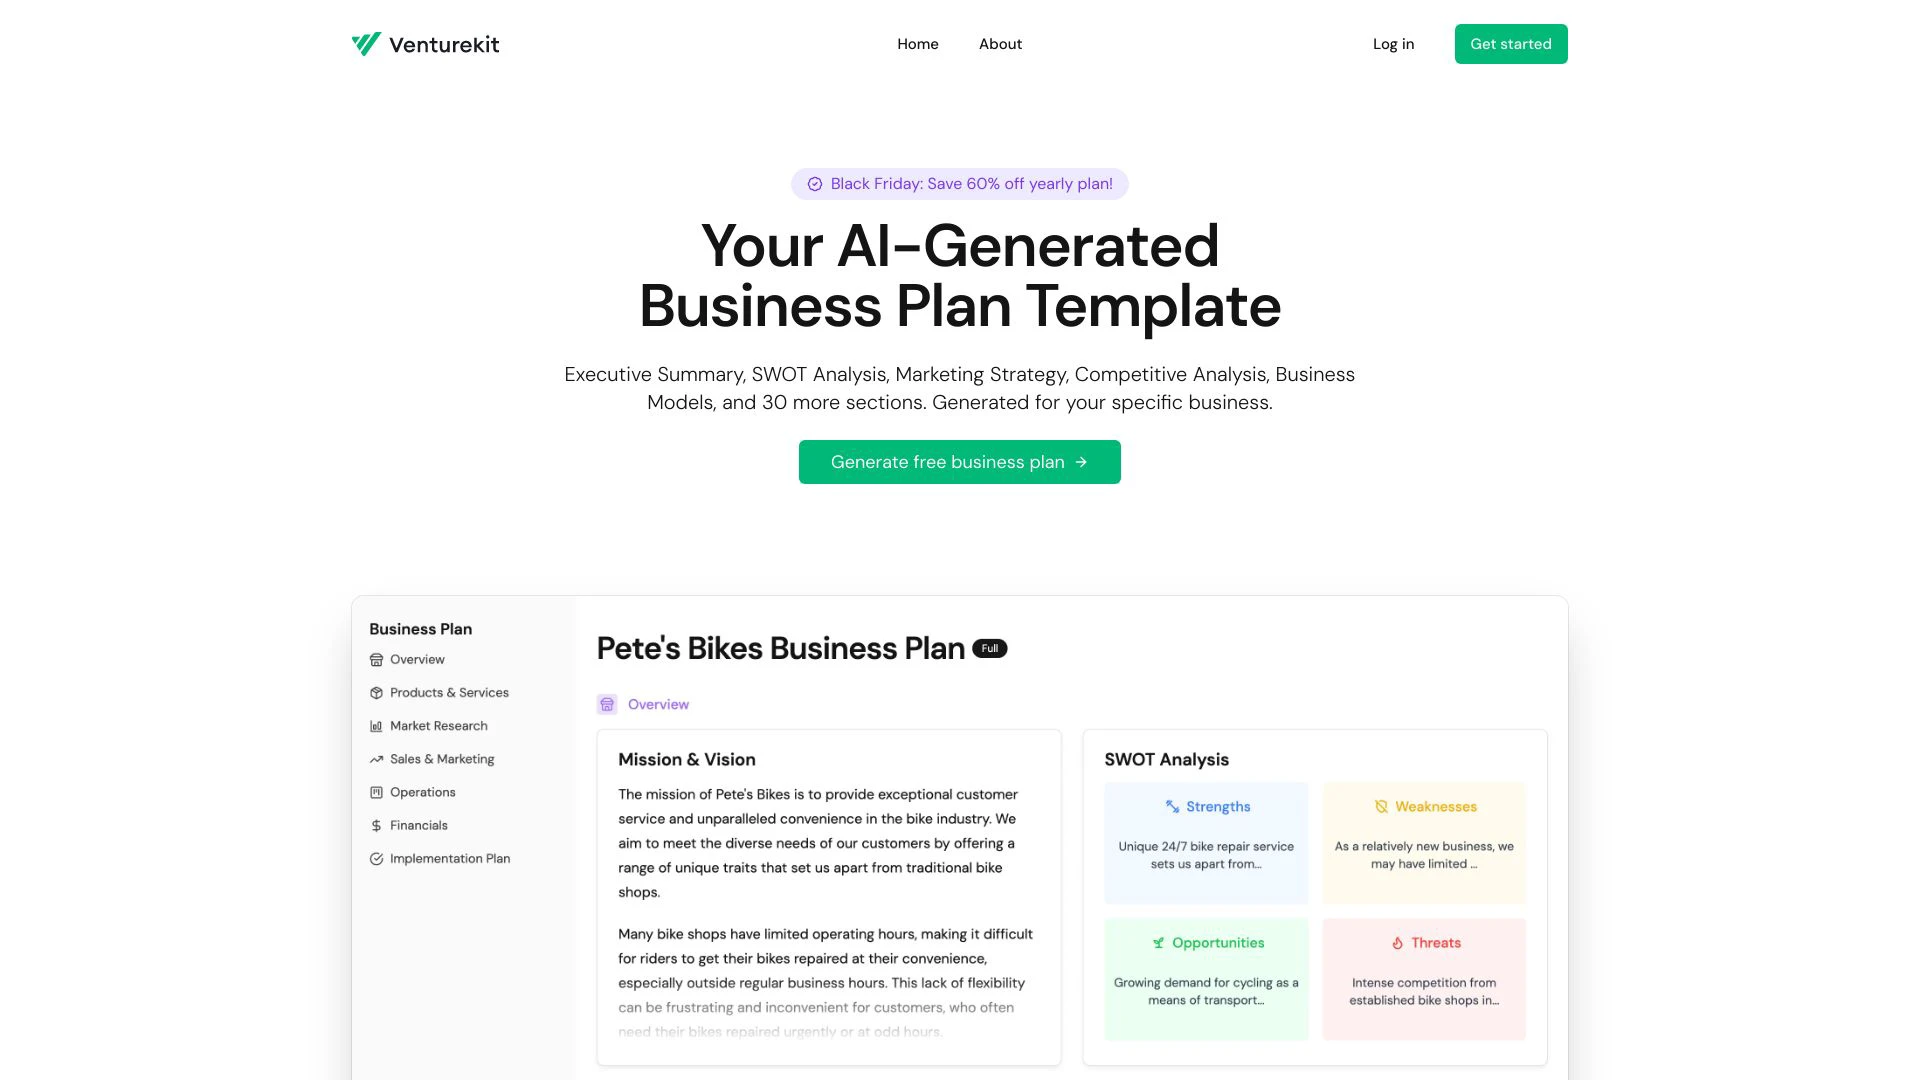 Venturekit
Home
About
Log in
Get started
Black Friday: Save 60% off yearly plan!
Your AI-Generated
Business Plan Template
Executive Summary, SWOT Analysis, Marketing Strategy, Competitive Analysis, Business
Models, and 30 more sections. Generated for your specific business.
Generate free business plan →
Business Plan
Overview
Products & Services
Market Research
Sales & Marketing
Operations
Financials
Implementation Plan
Pete's Bikes Business Plan Full
Overview
Mission & Vision
The mission of Pete's Bikes is to provide exceptional customer
service and unparalleled convenience in the bike industry. We
aim to meet the diverse needs of our customers by offering a
range of unique traits that set us apart from traditional bike
shops.
Many bike shops have limited operating hours, making it difficult
for riders to get their bikes repaired at their convenience,
especially outside regular business hours. This lack of flexibility
can be frustrating and inconvenient for customers, who often
need their bikes repaired urgently or at odd hours.
SWOT Analysis
Strengths
Unique 24/7 bike repair service
sets us apart from...
Weaknesses
As a relatively new business, we
may have limited ...
Opportunities
Growing demand for cycling as a
means of transport...
Threats
Intense competition from
established bike shops in...